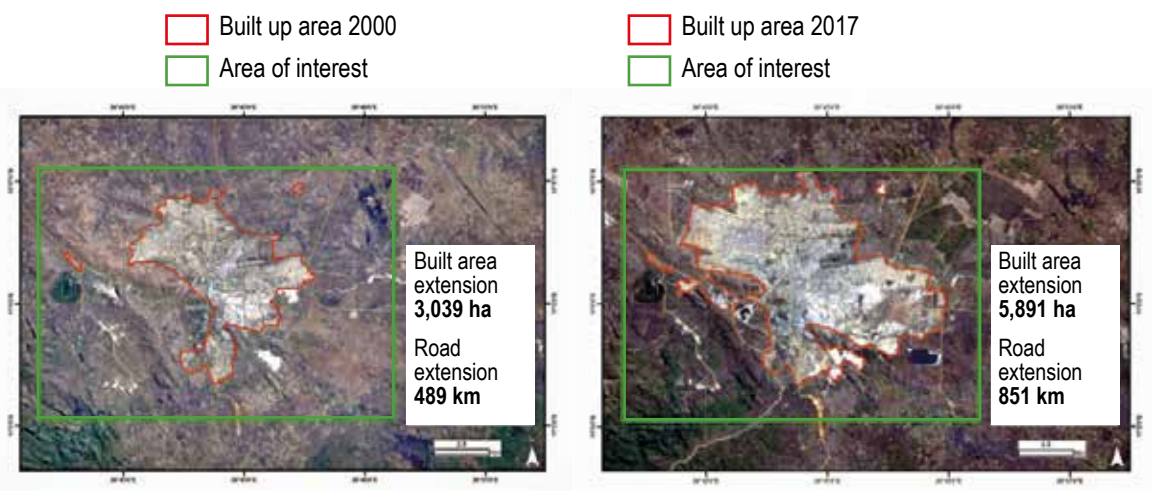 Built up area 2000
Area of interest
Built area
extension
3,039 ha
Road
extension
489 km
Built up area 2017
Area of interest
Built area
extension
5,891 ha
Road
extension
851 km